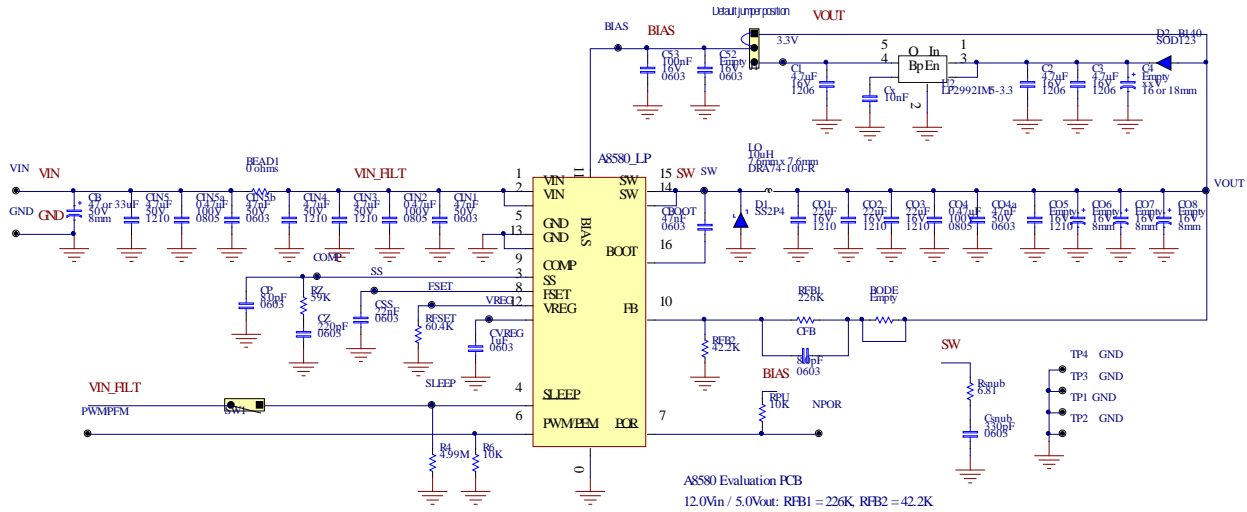 Default jumper position
VOUT
BIAS
BIAS
3.3V
C53
100nF
16V
0603
C52
Empty
16V
0603
C1
4.7uF
16V
1206
5
4
O In
Bp En
1
3
2
LP2992IM5-3.3
Cx
10nF
C2
4.7uF
16V
1206
C3
4.7uF
16V
1206
C4
Empty
xxV
16 or 18mm
D2 B140
SOD123
VIN
VIN
GND
GND
CB
47 or 33uF
50V
8mm
CIN5
4.7uF
50V
1210
CIN5a
0.47uF
100V
0805
CIN5b
47nF
50V
0603
BEAD1
0 ohms
VIN_FILT
CIN4
4.7uF
50V
1210
CIN3
4.7uF
50V
1210
CIN2
0.47uF
100V
0805
CIN1
47nF
50V
0603
A8580_LP
1
2
5
13
9
3
8
12
4
6
11
15
14
16
10
7
0
VIN
VIN
GND
GND
COMP
SS
FSET
VREG
SLEEP
PWM/PFM
BIAS
SW
SW
BOOT
FB
POR
SW
SW
LO
10uH
7.6mm x 7.6mm
DRA74-100-R
CBOOT
47nF
0603
D1
SS2P4
CO1
22uF
16V
1210
CO2
22uF
16V
1210
CO3
22uF
16V
1210
CO4
0.47uF
100V
0805
CO4a
47nF
50V
0603
CO5
Empty
16V
1210
CO6
Empty
16V
8mm
CO7
Empty
16V
8mm
CO8
Empty
16V
8mm
VOUT
COMP
SS
FSET
VREG
CP
8.0pF
0603
RZ
59K
CZ
220pF
0603
CSS
22nF
0603
RFSET
60.4K
CVREG
1uF
0603
RFB1
226K
BODE
Empty
CFB
8.0pF
0603
RFB2
42.2K
BIAS
RPU
10K
NPOR
SW
Rsnub
6.81
Csnub
330pF
0603
TP4 GND
TP3 GND
TP1 GND
TP2 GND
VIN_FILT
SLEEP
SW1
PWMPFM
R4
4.99M
R6
10K
A8580 Evaluation PCB
12.0Vin / 5.0Vout: RFB1 = 226K, RFB2 = 42.2K